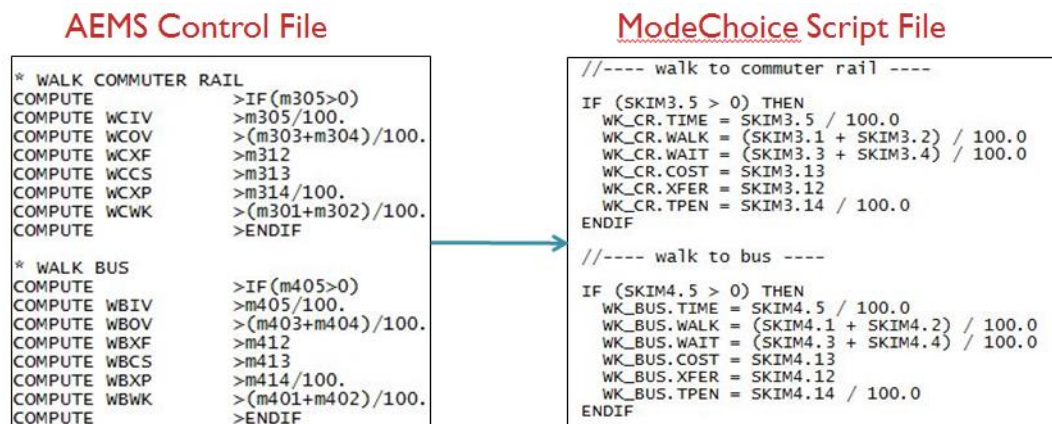 AEMS Control File
* WALK COMMUTER RAIL
COMPUTE >IF(m305>0)
COMPUTE WCIV >m305/100.
COMPUTE WCOV >(m303+m304)/100.
COMPUTE WCXF >m312
COMPUTE WCCS >m313
COMPUTE WCXP >m314/100.
COMPUTE WCWK >(m301+m302)/100.
COMPUTE >ENDIF
* WALK BUS
COMPUTE >IF(m405>0)
COMPUTE WBIV >m405/100.
COMPUTE WBOV >(m403+m404)/100.
COMPUTE WBXF >m412
COMPUTE WBCS >m413
COMPUTE WBXP >m414/100.
COMPUTE WBWK >(m401+m402)/100.
COMPUTE >ENDIF
ModeChoice Script File
//---- walk to commuter rail ----
IF (SKIM3.5 > 0) THEN
WK_CR.TIME = SKIM3.5 / 100.0
WK_CR.WALK = (SKIM3.1 + SKIM3.2) / 100.0
WK_CR.WAIT = (SKIM3.3 + SKIM3.4) / 100.0
WK_CR.COST = SKIM3.13
WK_CR.XFER = SKIM3.12
WK_CR.TPEN = SKIM3.14 / 100.0
ENDIF
//---- walk to bus ----
IF (SKIM4.5 > 0) THEN
WK_BUS.TIME = SKIM4.5 / 100.0
WK_BUS.WALK = (SKIM4.1 + SKIM4.2) / 100.0
WK_BUS.WAIT = (SKIM4.3 + SKIM4.4) / 100.0
WK_BUS.COST = SKIM4.13
WK_BUS.XFER = SKIM4.12
WK_BUS.TPEN = SKIM4.14 / 100.0
ENDIF